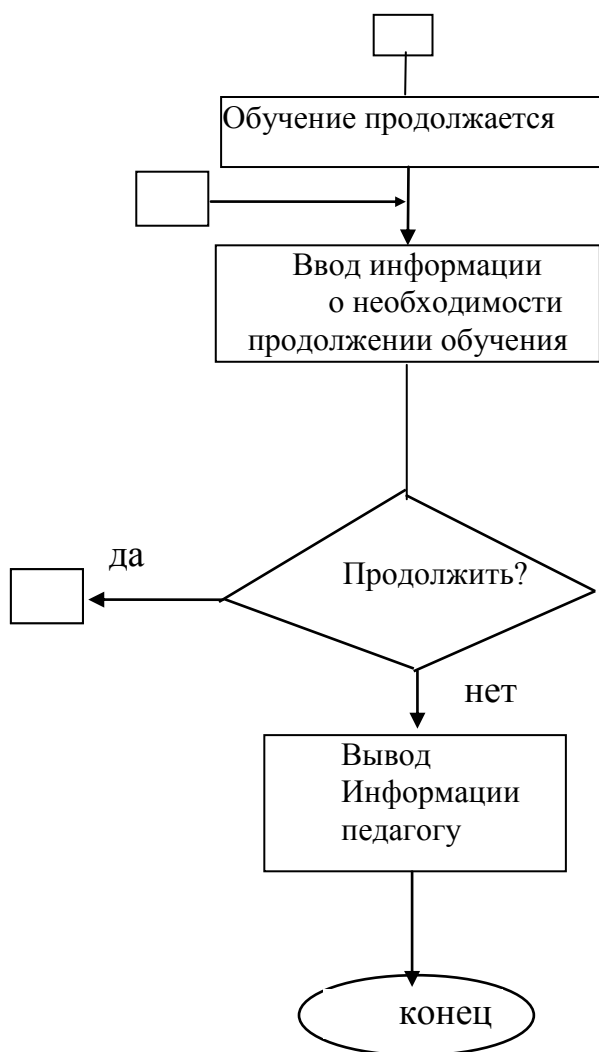 Обучение продолжается
Ввод информации
о необходимости
продолжении обучения
да
Продолжить?
нет
Вывод
Информации
педагогу
конец